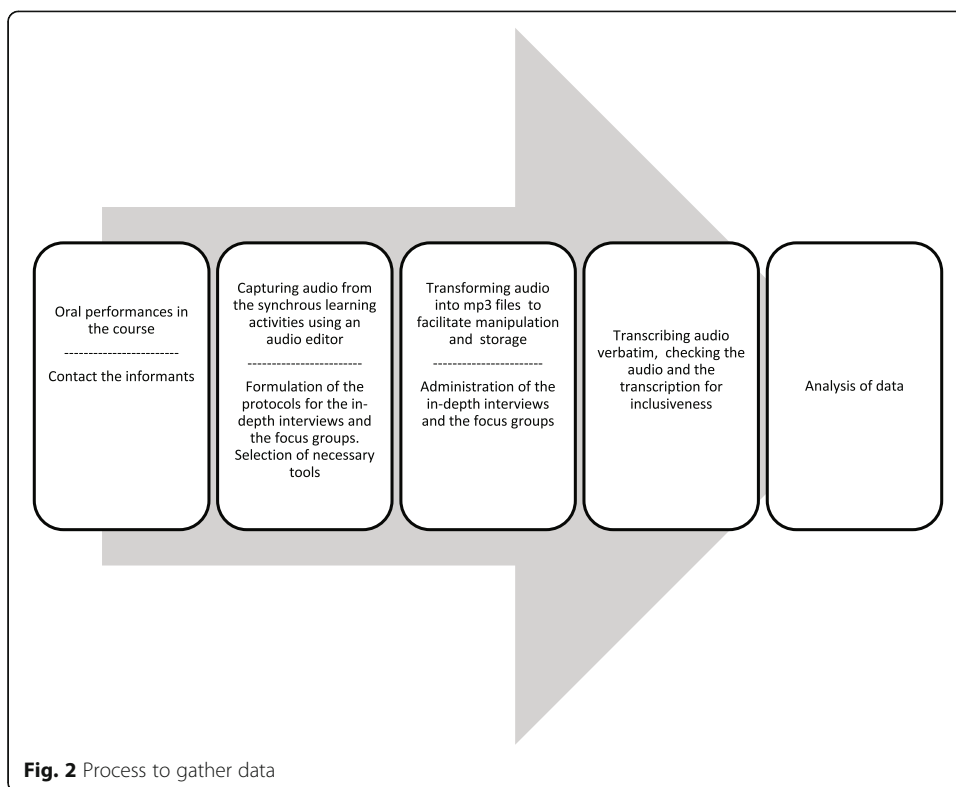 Oral performances in
the course
------------------------
Contact the informants
Capturing audio from
the synchrous learning
activities using an
audio editor
------------------------
Formulation of the
protocols for the in-
depth interviews and
the focus groups.
Selection of necessary
tools
Transforming audio
into mp3 files to
facilitate manipulation
and storage
-----------------------
Administration of the
in-depth interviews
and the focus groups
Transcribing audio
verbatim, checking the
audio and the
transcription for
inclusiveness
Analysis of data
Fig. 2 Process to gather data